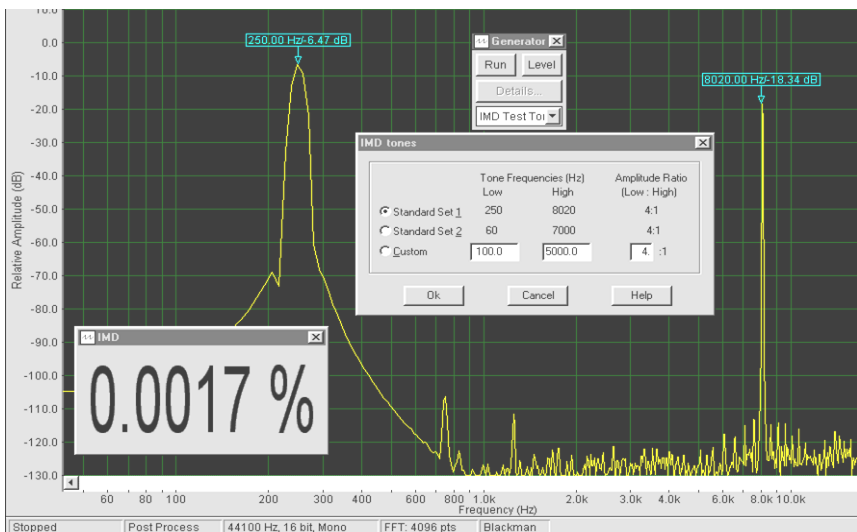 10.0
0.0
-10.0
-20.0
-30.0
-40.0
-50.0
-60.0
-70.0
-80.0
-90.0
-100.0
-110.0
-120.0
-130.0
Relative Amplitude (dB)
250.00 Hz/-6.47 dB
Generator
Run Level
Details...
IMD Test To
8020.00 Hz/-18.34 dB
IMD tones
Tone Frequencies (Hz) Amplitude Ratio
Low High (Low : High)
Standard Set 1 250 8020 4:1
Standard Set 2 60 7000 4:1
Custom 100.0 5000.0 4. :1
Ok Cancel Help
IMD
0.0017 %
60 80 100 200 300 400 600 800 1.0k 2.0k 3.0k 4.0k 6.0k 8.0k 10.0k
Frequency (Hz)
Stopped Post Process 44100 Hz, 16 bit, Mono FFT: 4096 pts Blackman